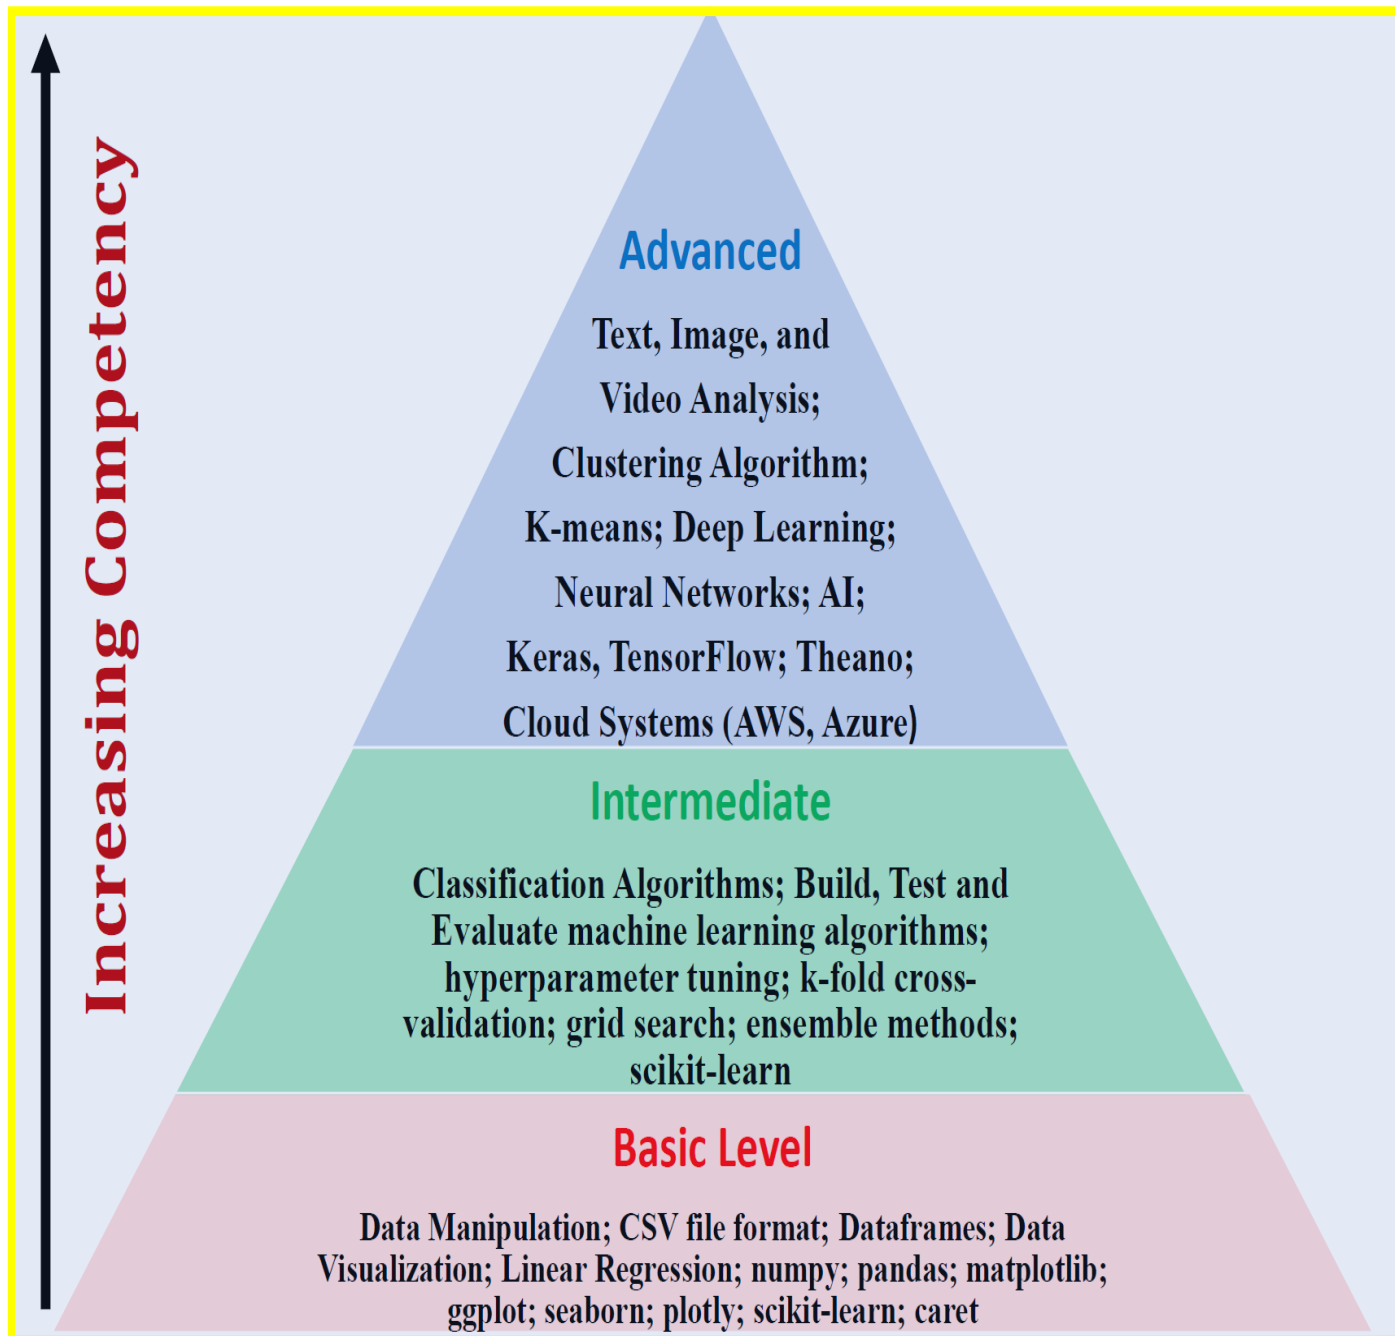 Increasing Competency
Advanced
Text, Image, and
Video Analysis;
Clustering Algorithm;
K-means; Deep Learning;
Neural Networks; AI;
Keras, TensorFlow; Theano;
Cloud Systems (AWS, Azure)
Intermediate
Classification Algorithms; Build, Test and
Evaluate machine learning algorithms;
hyperparameter tuning; k-fold cross-
validation; grid search; ensemble methods;
scikit-learn
Basic Level
Data Manipulation; CSV file format; Dataframes; Data
Visualization; Linear Regression; numpy; pandas; matplotlib;
ggplot; seaborn; plotly; scikit-learn; caret